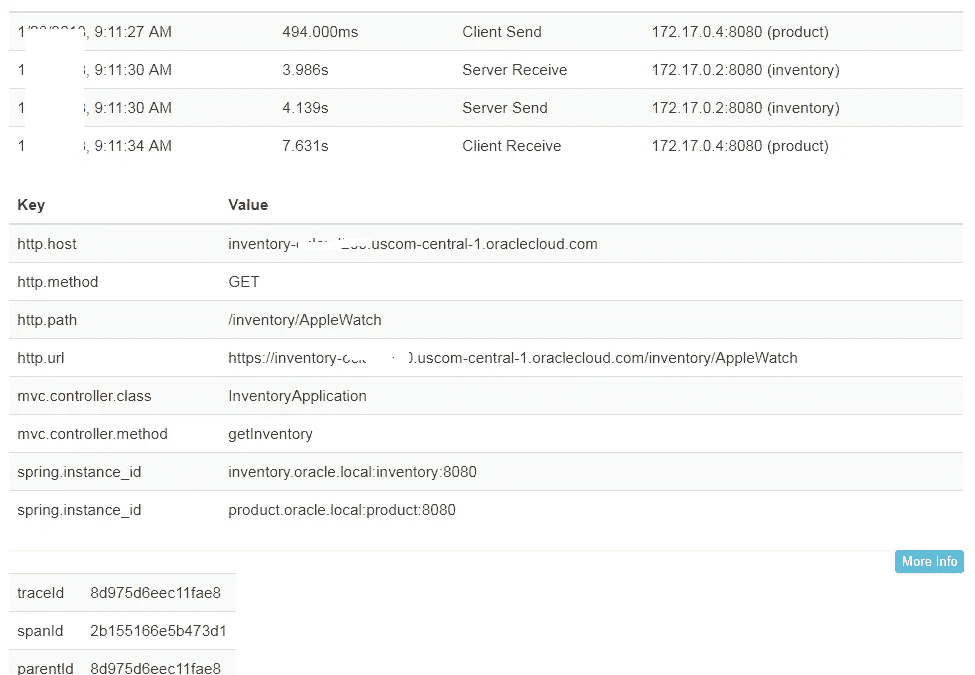 9:11:27 AM 494.000ms Client Send 172.17.0.4:8080 (product)
1 9:11:30 AM 3.986s Server Receive 172.17.0.2:8080 (inventory)
1 9:11:30 AM 4.139s Server Send 172.17.0.2:8080 (inventory)
1 9:11:34 AM 7.631s Client Receive 172.17.0.4:8080 (product)
Key Value
http.host inventory- .uscom-central-1.oraclecloud.com
http.method GET
http.path /inventory/AppleWatch
http.url https://inventory- .uscom-central-1.oraclecloud.com/inventory/AppleWatch
mvc.controller.class InventoryApplication
mvc.controller.method getInventory
spring.instance_id inventory.oracle.local:inventory:8080
spring.instance_id product.oracle.local:product:8080
More Info
traceId 8d975d6eec11fae8
spanId 2b155166e5b473d1
parentId 8d975d6eec11fae8